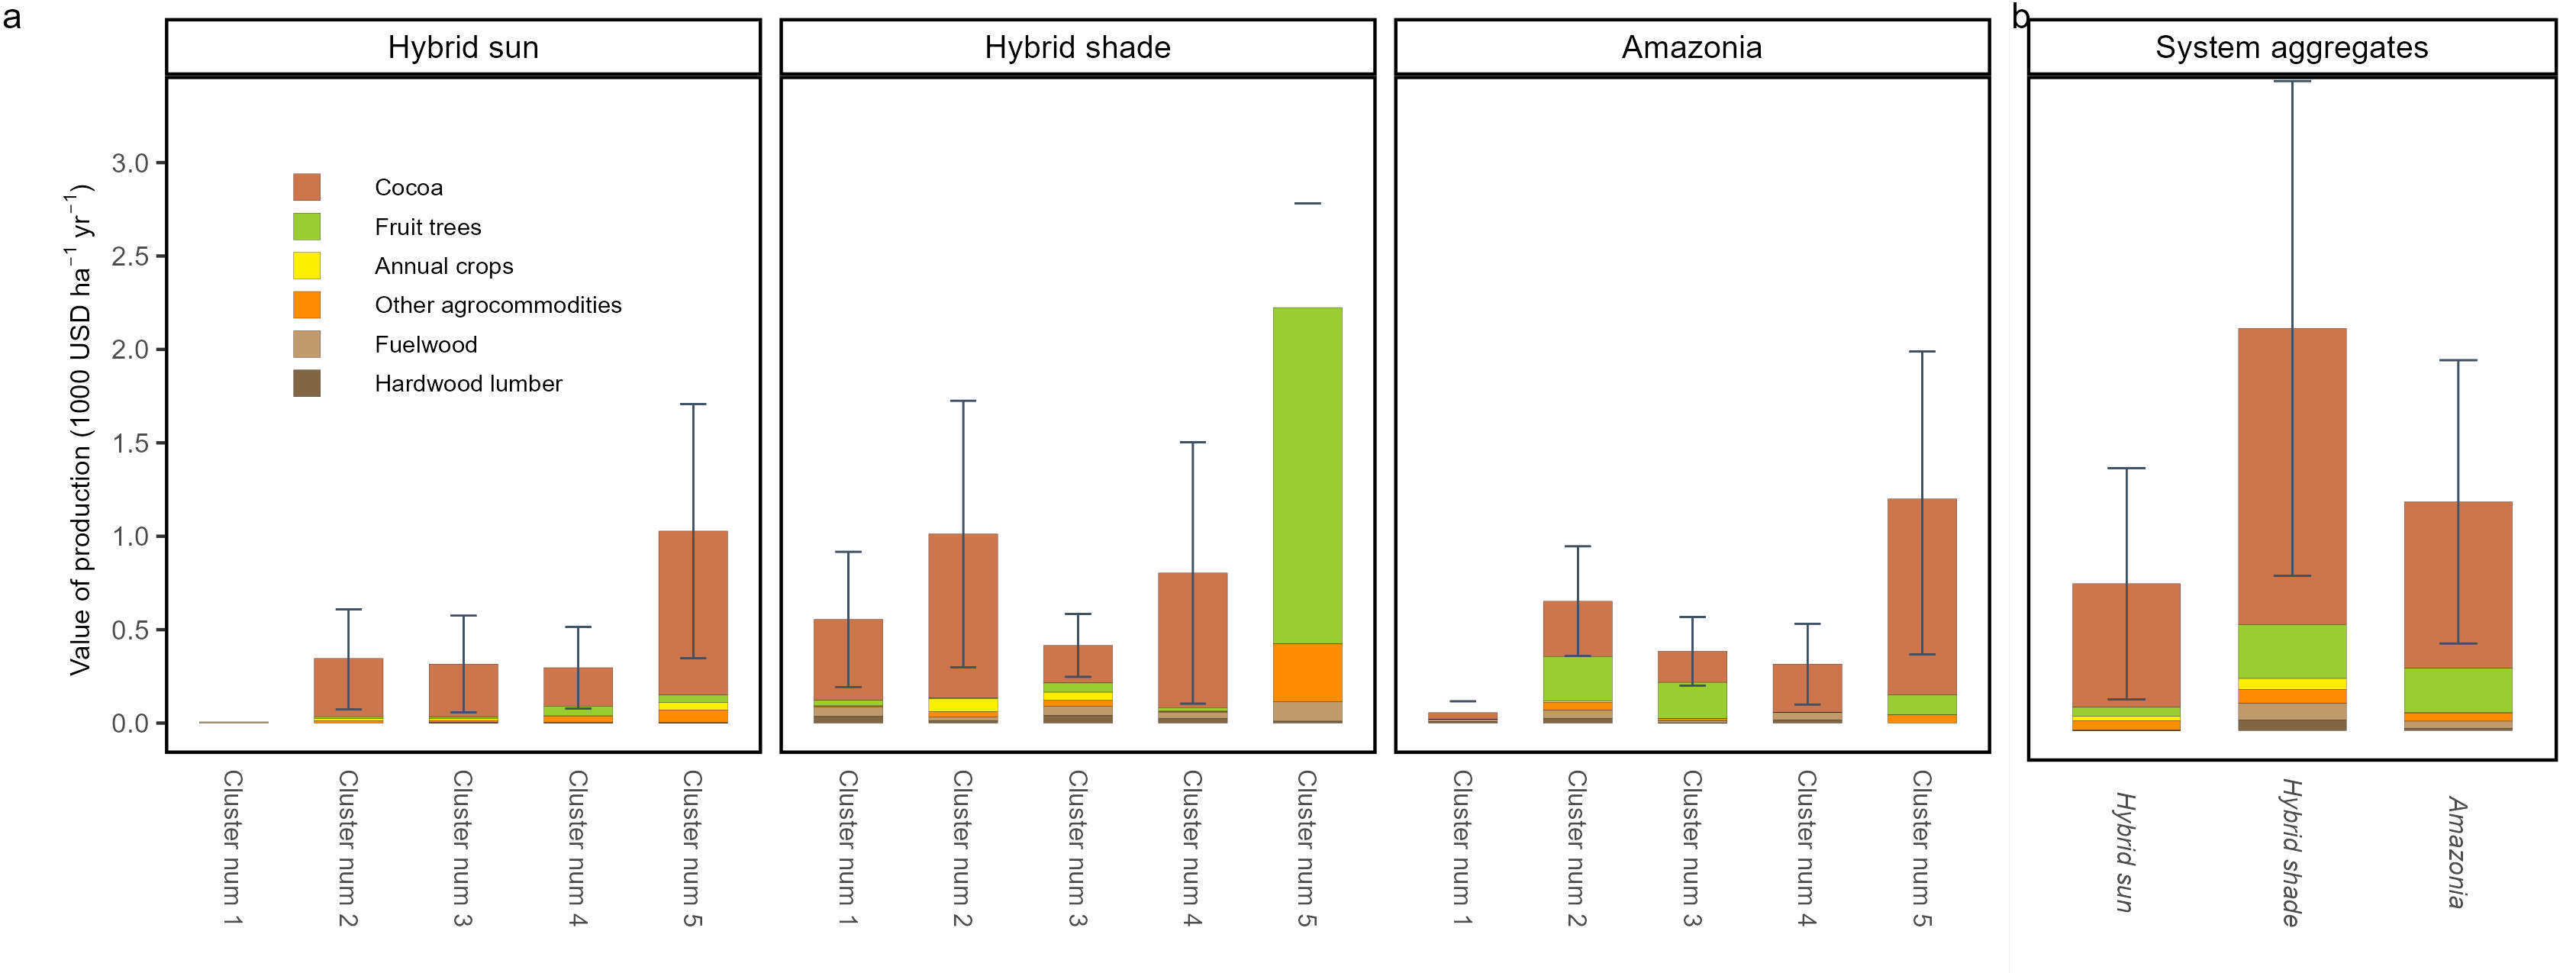 a
b
Hybrid sun
Hybrid shade
Amazonia
System aggregates
Value of production (1000 USD ha⁻¹ yr⁻¹)
3.0
2.5
2.0
1.5
1.0
0.5
0.0
Cocoa
Fruit trees
Annual crops
Other agrocommodities
Fuelwood
Hardwood lumber
Cluster num 1
Cluster num 2
Cluster num 3
Cluster num 4
Cluster num 5
Cluster num 1
Cluster num 2
Cluster num 3
Cluster num 4
Cluster num 5
Cluster num 1
Cluster num 2
Cluster num 3
Cluster num 4
Cluster num 5
Hybrid sun
Hybrid shade
Amazonia